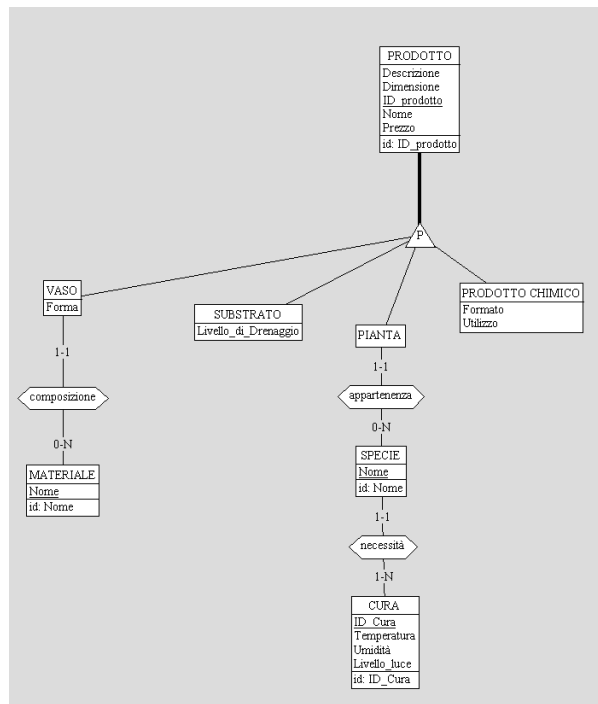 PRODOTTO
Descrizione
Dimensione
ID_prodotto
Nome
Prezzo
id: ID_prodotto
P
VASO
Forma
SUBSTRATO
Livello_di_Drenaggio
PIANTA
PRODOTTO CHIMICO
Formato
Utilizzo
1-1
composizione
0-N
MATERIALE
Nome
id: Nome
1-1
appartenenza
0-N
SPECIE
Nome
id: Nome
1-1
necessità
1-N
CURA
ID_Cura
Temperatura
Umidità
Livello_luce
id: ID_Cura